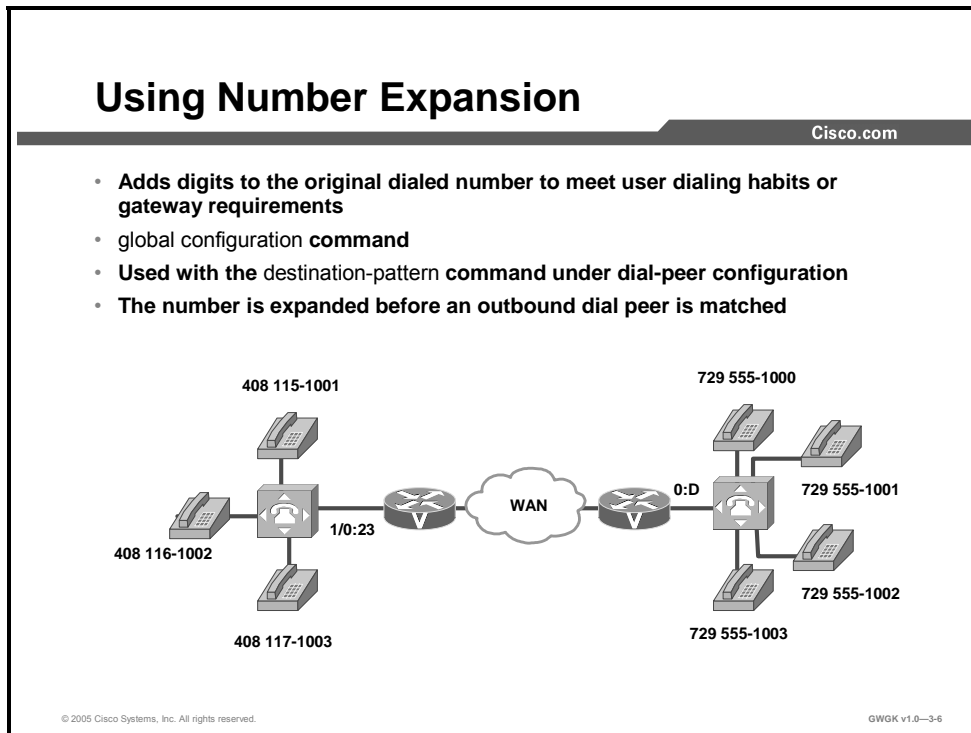 Using Number Expansion
Cisco.com
• Adds digits to the original dialed number to meet user dialing habits or
gateway requirements
• global configuration command
• Used with the destination-pattern command under dial-peer configuration
• The number is expanded before an outbound dial peer is matched
408 115-1001
729 555-1000
0:D
729 555-1001
WAN
1/0:23
V
V
408 116-1002
729 555-1002
408 117-1003
729 555-1003
© 2005 Cisco Systems, Inc. All rights reserved.
GWGK v1.0—3-6